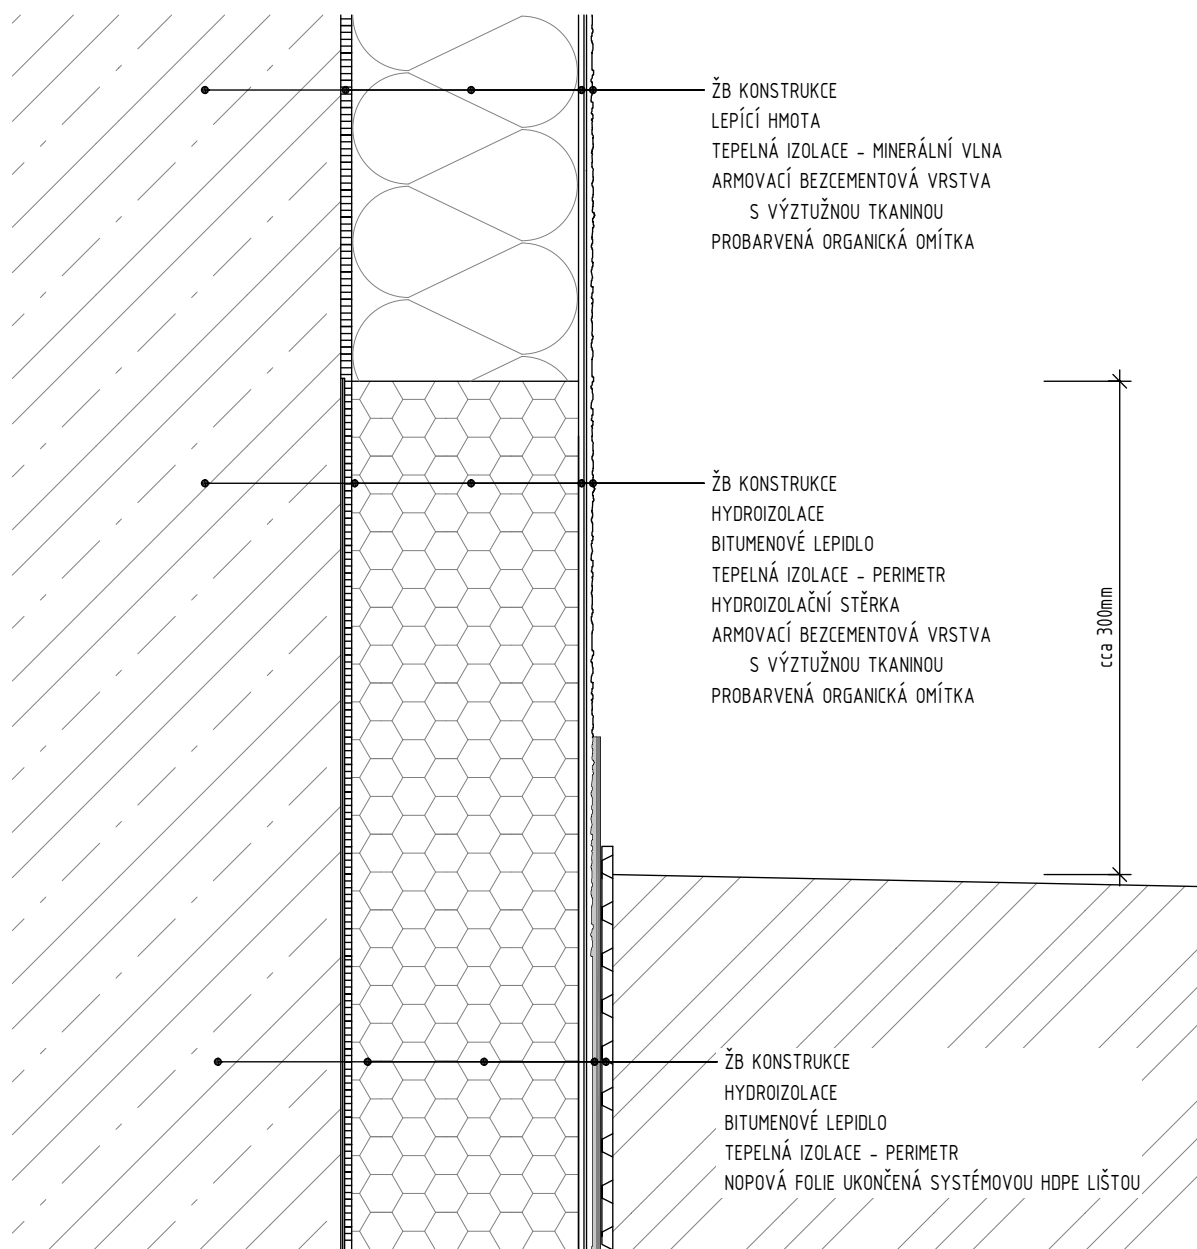 ŽB KONSTRUKCE
LEPÍCÍ HMOTA
TEPELNÁ IZOLACE - MINERÁLNÍ VLNA
ARMOVACÍ BEZCEMENTOVÁ VRSTVA
S VÝZTUŽNOU TKANINOU
PROBARVENÁ ORGANICKÁ OMÍTKA
ŽB KONSTRUKCE
HYDROIZOLACE
BITUMENOVÉ LEPIDLO
TEPELNÁ IZOLACE - PERIMETR
HYDROIZOLAČNÍ STĚRKA
ARMOVACÍ BEZCEMENTOVÁ VRSTVA
S VÝZTUŽNOU TKANINOU
PROBARVENÁ ORGANICKÁ OMÍTKA
cca 300mm
ŽB KONSTRUKCE
HYDROIZOLACE
BITUMENOVÉ LEPIDLO
TEPELNÁ IZOLACE - PERIMETR
NOPOVÁ FOLIE UKONČENÁ SYSTÉMOVOU HDPE LIŠTOU